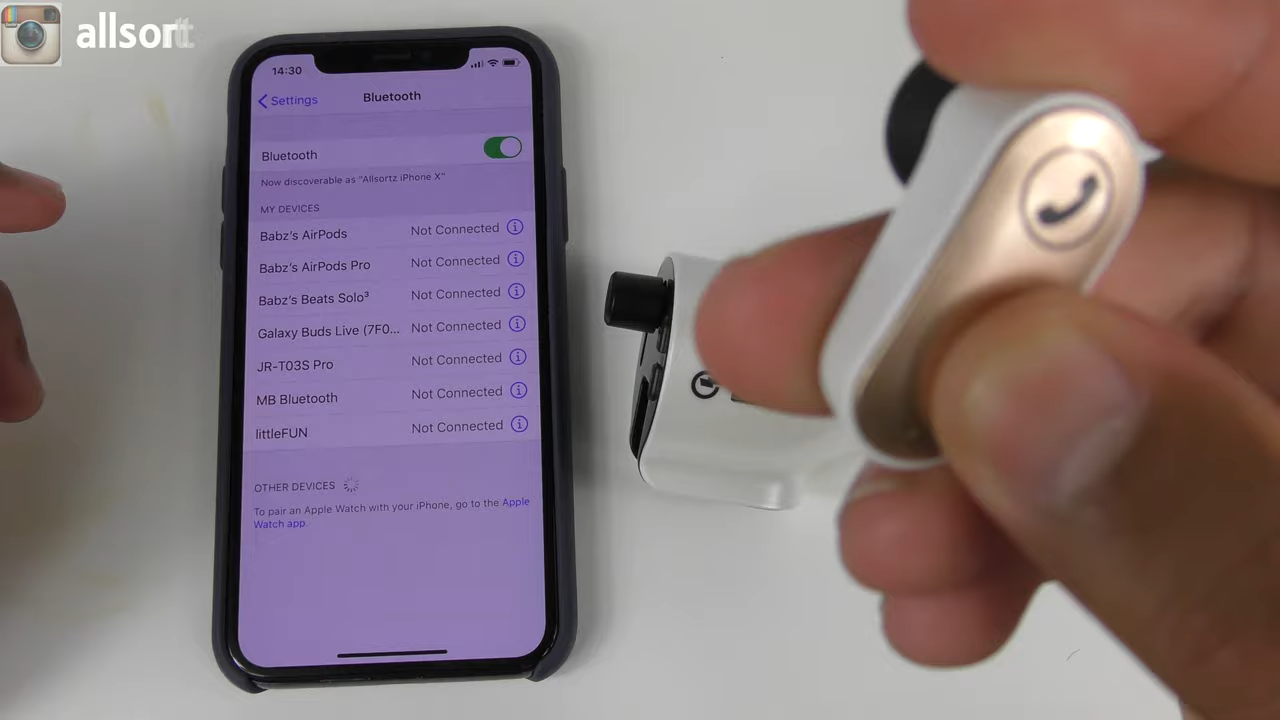 allsortt
14:30
Settings
Bluetooth
Bluetooth
Now discoverable as "Allsortz iPhone X"
MY DEVICES
Babz's AirPods Not Connected
Babz's AirPods Pro Not Connected
Babz's Beats Solo³ Not Connected
Galaxy Buds Live (7F0... Not Connected
JR-T03S Pro Not Connected
MB Bluetooth Not Connected
littleFUN Not Connected
OTHER DEVICES
To pair an Apple Watch with your iPhone, go to the Apple
Watch app.